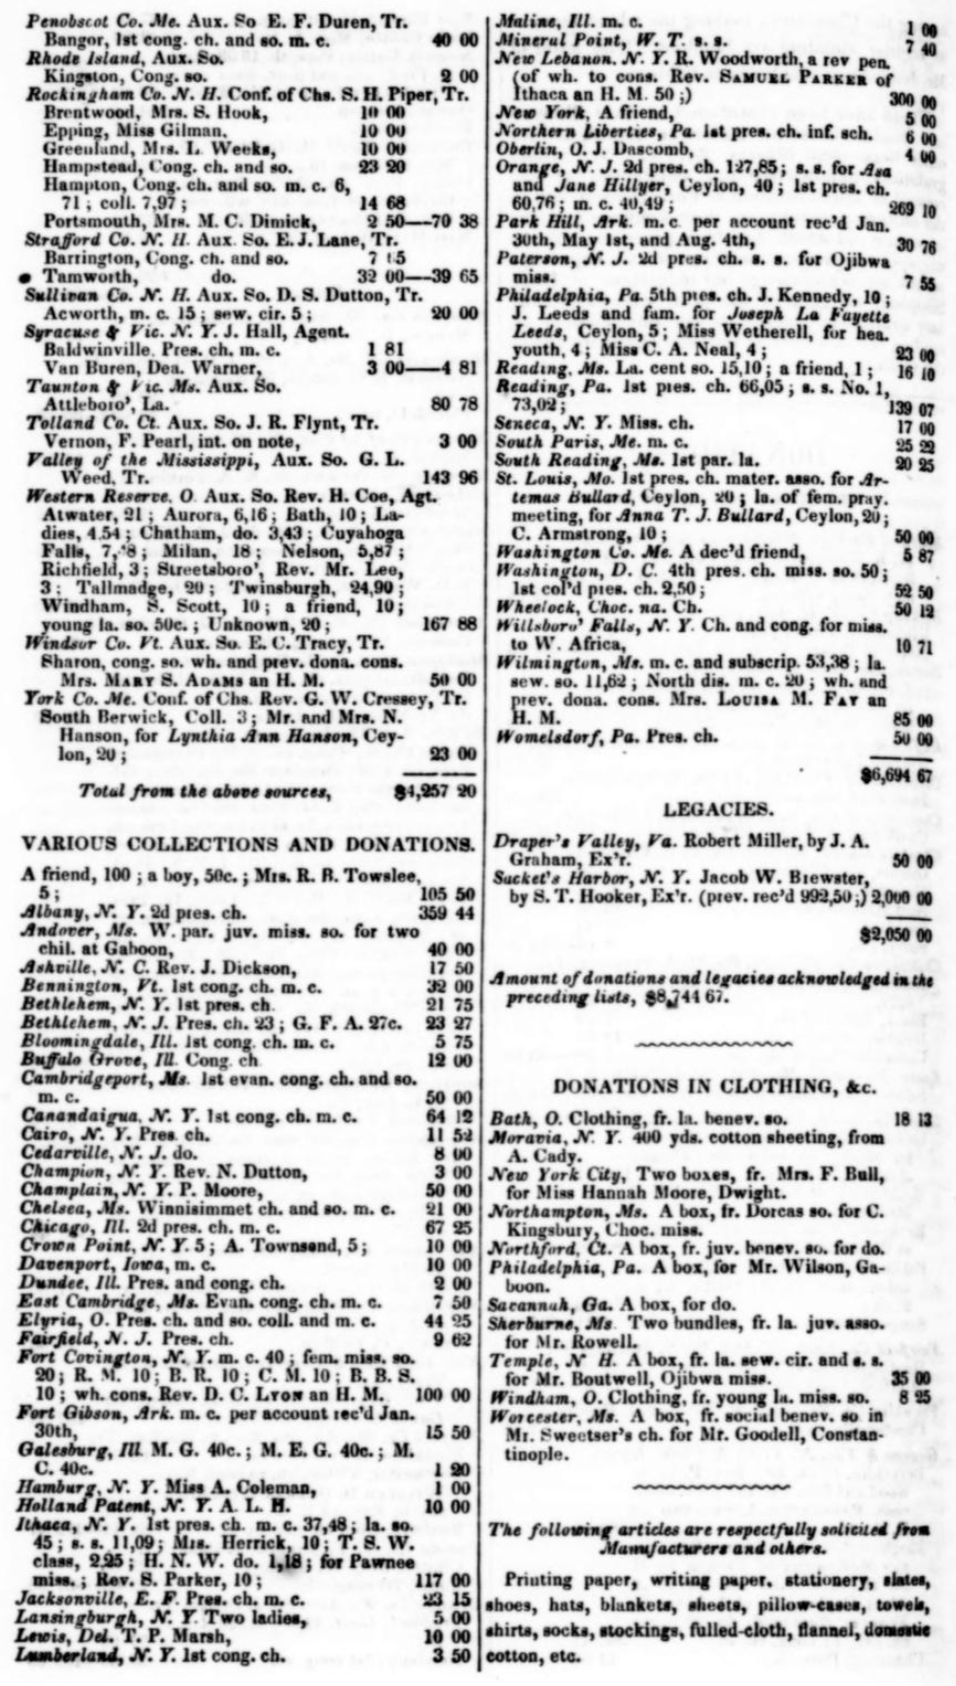 Penobscot Co. Me. Aux. So E. F. Duren, Tr.
Bangor, 1st cong. ch. and so. m. c. 40 00
Rhode Island, Aux. So.
Kingston, Cong. so. 2 00
Rockingham Co. N. H. Conf. of Chs. S. H. Piper, Tr.
Brentwood, Mrs. S. Hook, 10 00
Epping, Miss Gilman, 10 00
Greenland, Mrs. L. Weeks, 10 00
Hampstead, Cong. ch. and so. 23 20
Hampton, Cong. ch. and so. m. c. 6,
71; coll. 7,97; 14 68
Portsmouth, Mrs. M. C. Dimick, 2 50—70 38
Strafford Co. N. H. Aux. So. E. J. Lane, Tr.
Barrington, Cong. ch. and so.
Tamworth, do. 32 00—39 65
Sullivan Co. N. H. Aux. So. D. S. Dutton, Tr.
Acworth, m. c. 15; sew. cir. 5; 20 00
Syracuse & Vic. N. Y. J. Hall, Agent.
Baldwinville, Pres. ch. m. c. 1 81
Van Buren, Dea. Warner, 3 00—4 81
Taunton & Vic. Ms. Aux. So.
Attleboro', La. 80 78
Tolland Co. Ct. Aux. So. J. R. Flynt, Tr.
Vernon, F. Pearl, int. on note, 3 00
Valley of the Mississippi, Aux. So. G. L.
Weed, Tr. 143 96
Western Reserve, O. Aux. So. Rev. H. Coe, Agt.
Atwater, 21; Aurora, 6,16; Bath, 10; La-
dies, 4,54; Chatham, do. 3,43; Cuyahoga
Falls, Milan, 18; Nelson, 5,87;
Richfield, 3; Streetsboro', Rev. Mr. Lee,
3; Tallmadge, 20; Twinsburgh, 24,90;
Windham, S. Scott, 10; a friend, 10;
young la. so. 50c.; Unknown, 20; 167 88
Windsor Co. Vt. Aux. So. E. C. Tracy, Tr.
Sharon, cong. so. wh. and prev. dona. cons.
Mrs. MARY S. ADAMS an H. M. 50 00
York Co. Me. Conf. of Chs. Rev. G. W. Cressey, Tr.
South Berwick, Coll. 3; Mr. and Mrs. N.
Hanson, for Lynthia Ann Hanson, Cey-
lon, 20; 23 00
Total from the above sources, $4,257 20
VARIOUS COLLECTIONS AND DONATIONS.
A friend, 100; a boy, 50c.; Mrs. R. B. Towslee,
5; 105 50
Albany, N. Y. 2d pres. ch. 359 44
Andover, Ms. W. par. juv. miss. so. for two
chil. at Gaboon, 40 00
Ashville, N. C. Rev. J. Dickson, 17 50
Bennington, Vt. 1st cong. ch. m. c. 32 00
Bethlehem, N. Y. 1st pres. ch. 21 75
Bethlehem, N. J. Pres. ch. 23; G. F. A. 27c. 23 27
Bloomingdale, Ill. 1st cong. ch. m. c. 5 75
Buffalo Grove, Ill. Cong. ch 12 00
Cambridgeport, Ms. 1st evan. cong. ch. and so.
m. c. 50 00
Canandaigua, N. Y. 1st cong. ch. m. c. 64 12
Cairo, N. Y. Pres. ch. 11 52
Cedarville, N. J. do. 8 00
Champion, N. Y. Rev. N. Dutton, 3 00
Champlain, N. Y. P. Moore, 50 00
Chelsea, Ms. Winnisimmet ch. and so. m. c. 21 00
Chicago, Ill. 2d pres. ch. m. c. 67 25
Crown Point, N. Y. 5; A. Townsend, 5; 10 00
Davenport, Iowa, m. c. 10 00
Dundee, Ill. Pres. and cong. ch. 2 00
East Cambridge, Ms. Evan. cong. ch. m. c. 7 50
Elyria, O. Pres. ch. and so. coll. and m. c. 44 25
Fairfield, N. J. Pres. ch. 9 62
Fort Covington, N. Y. m. c. 40; fem. miss. so.
20; R. M. 10; B. R. 10; C. M. 10; B. B. S.
10; wh. cons. Rev. D. C. LYON an H. M. 100 00
Fort Gibson, Ark. m. c. per account rec'd Jan.
30th, 15 50
Galesburg, Ill M. G. 40c.; M. E. G. 40c.; M.
C. 40c. 1 20
Hamburg, N. Y. Miss A. Coleman, 1 00
Holland Patent, N. Y. A. L. H. 10 00
Ithaca, N. Y. 1st pres. ch. m. c. 37,48; la. so.
45; s. s. 11,09; Mrs. Herrick, 10; T. S. W.
class, 2,25; H. N. W. do. 1,18; for Pawnee
miss.; Rev. S. Parker, 10; 117 00
Jacksonville, E. F. Pres. ch. m. c. 23 15
Lansingburgh, N. Y. Two ladies, 5 00
Lewis, Del. T. P. Marsh, 10 00
Lumberland, N. Y. 1st cong. ch. 3 50
Maline, Ill. m. c. 1 00
Mineral Point, W. T. s. s. 7 40
New Lebanon, N. Y. R. Woodworth, a rev pen.
(of wh. to cons. Rev. SAMUEL PARKER of
Ithaca an H. M. 50;) 300 00
New York, A friend, 5 00
Northern Liberties, Pa. 1st pres. ch. inf. sch. 6 00
Oberlin, O. J. Dascomb, 4 00
Orange, N. J. 2d pres. ch. 127,85; s. s. for Asa
and Jane Hillyer, Ceylon, 40; 1st pres. ch.
60,76; m. c. 40,49; 269 10
Park Hill, Ark. m. c. per account rec'd Jan.
30th, May 1st, and Aug. 4th, 30 76
Paterson, N. J. 2d pres. ch. s. s. for Ojibwa
miss. 7 55
Philadelphia, Pa. 5th pres. ch. J. Kennedy, 10;
J. Leeds and fam. for Joseph La Fayette
Leeds, Ceylon, 5; Miss Wetherell, for hea.
youth, 4; Miss C. A. Neal, 4; 23 00
Reading, Ms. La. cent so. 15,10; a friend, 1; 16 10
Reading, Pa. 1st pres. ch. 66,05; s. s. No. 1,
73,02; 139 07
Seneca, N. Y. Miss. ch. 17 00
South Paris, Me. m. c. 25 22
South Reading, Ms. 1st par. la. 20 25
St. Louis, Mo. 1st pres. ch. mater. asso. for Ar-
temas Bullard, Ceylon, 20; la. of fem. pray.
meeting, for Anna T. J. Bullard, Ceylon, 20;
C. Armstrong, 10; 50 00
Washington Co. Me. A dec'd friend, 5 87
Washington, D. C. 4th pres. ch. miss. so. 50;
1st col'd pres. ch. 2,50; 52 50
Wheelock, Choc. na. Ch. 50 12
Willsboro' Falls, N. Y. Ch. and cong. for miss.
to W. Africa, 10 71
Wilmington, Ms. m. c. and subscrip. 53,38; la.
sew. so. 11,62; North dis. m. c. 20; wh. and
prev. dona. cons. Mrs. LOUISA M. FAY an
H. M. 85 00
Womelsdorf, Pa. Pres. ch. 50 00
$6,694 67
LEGACIES.
Draper's Valley, Va. Robert Miller, by J. A.
Graham, Ex'r. 50 00
Sacket's Harbor, N. Y. Jacob W. Brewster,
by S. T. Hooker, Ex'r. (prev. rec'd 992,50;) 2,000 00
$2,050 00
Amount of donations and legacies acknowledged in the
preceding lists, $8,744 67.
DONATIONS IN CLOTHING, &c.
Bath, O. Clothing, fr. la. benev. so. 18 13
Moravia, N. Y. 400 yds. cotton sheeting, from
A. Cady.
New York City, Two boxes, fr. Mrs. F. Bull,
for Miss Hannah Moore, Dwight.
Northampton, Ms. A box, fr. Dorcas so. for C.
Kingsbury, Choc. miss.
Northford, Ct. A box, fr. juv. benev. so. for do.
Philadelphia, Pa. A box, for Mr. Wilson, Ga-
boon.
Savannah, Ga. A box, for do.
Sherburne, Ms Two bundles, fr. la. juv. asso.
for Mr. Rowell.
Temple, N H. A box, fr. la. sew. cir. and s. s.
for Mr. Boutwell, Ojibwa miss. 35 00
Windham, O. Clothing, fr. young la. miss. so. 8 25
Worcester, Ms. A box, fr. social benev. so in
Mr. Sweetser's ch. for Mr. Goodell, Constan-
tinople.
The following articles are respectfully solicited from
Manufacturers and others.
Printing paper, writing paper, stationery, slates,
shoes, hats, blankets, sheets, pillow-cases, towels,
shirts, socks, stockings, fulled-cloth, flannel, domestic
cotton, etc.